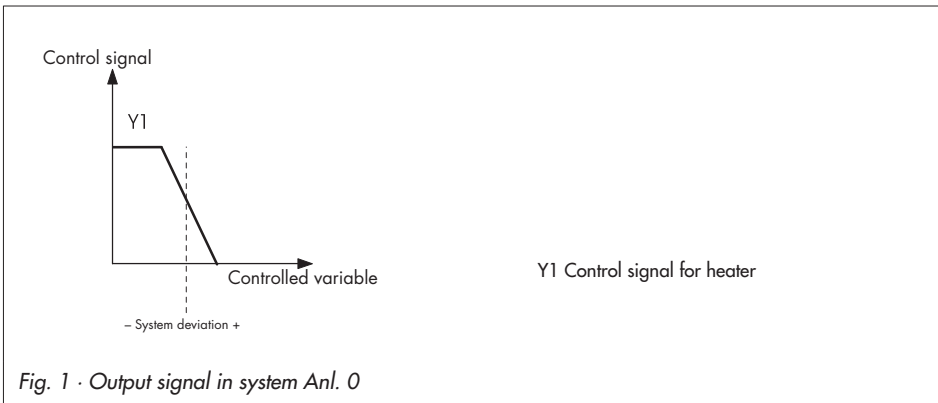 Control signal
Y1
Controlled variable
Y1 Control signal for heater
– System deviation +
Fig. 1 · Output signal in system Anl. 0